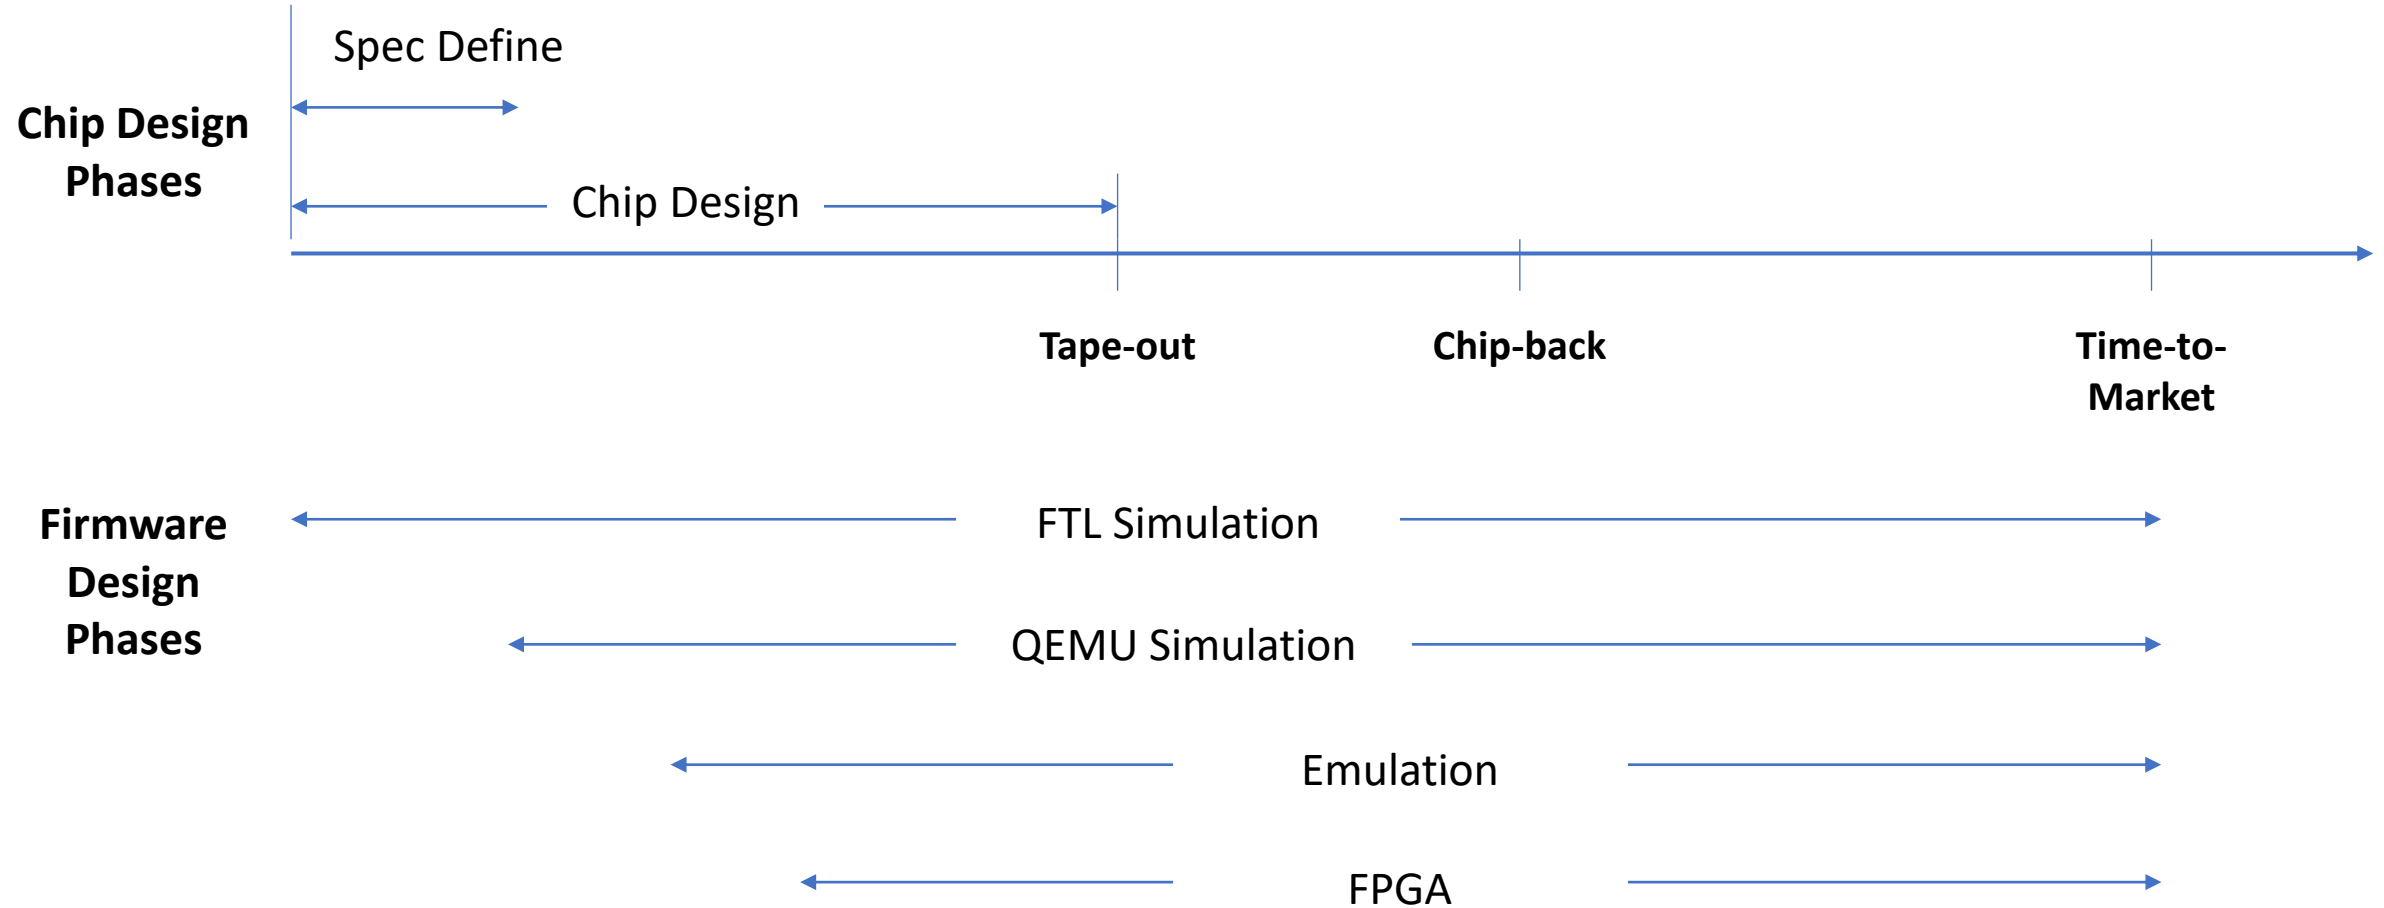 Spec Define
Chip Design
Phases
Chip Design
Tape-out
Chip-back
Time-to-
Market
Firmware
Design
Phases
FTL Simulation
QEMU Simulation
Emulation
FPGA